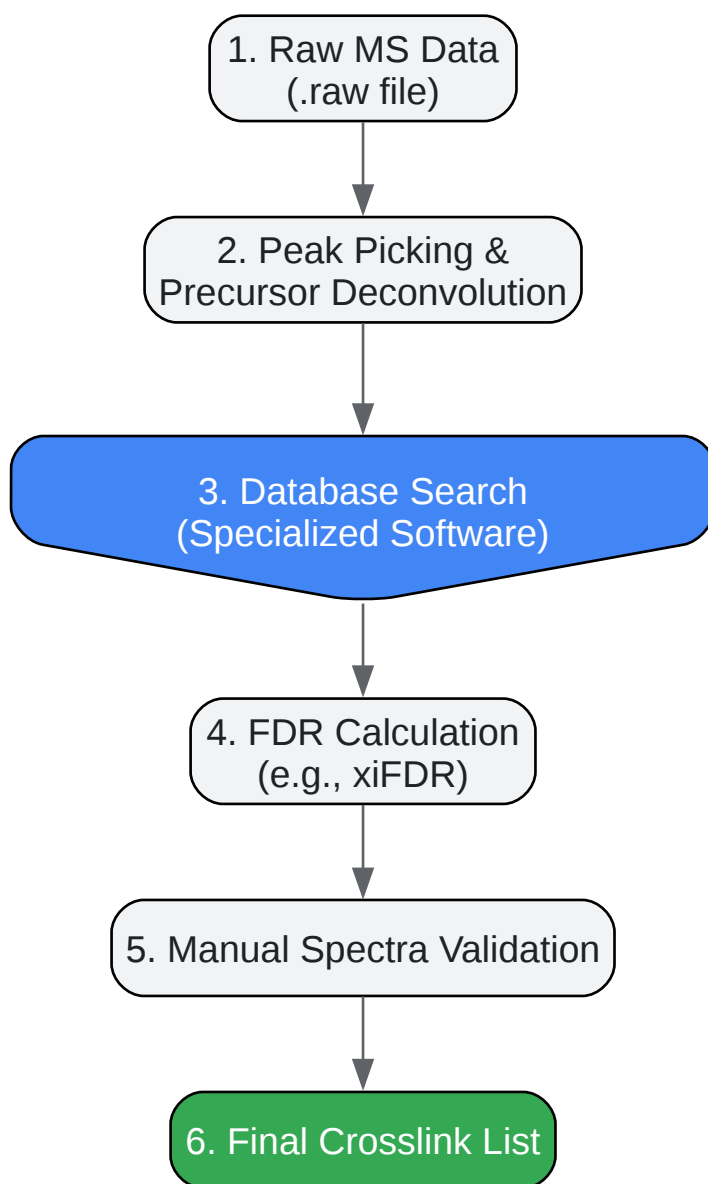 1. Raw MS Data
(.raw file)
2. Peak Picking &
Precursor Deconvolution
3. Database Search
(Specialized Software)
4. FDR Calculation
(e.g., xiFDR)
5. Manual Spectra Validation
6. Final Crosslink List